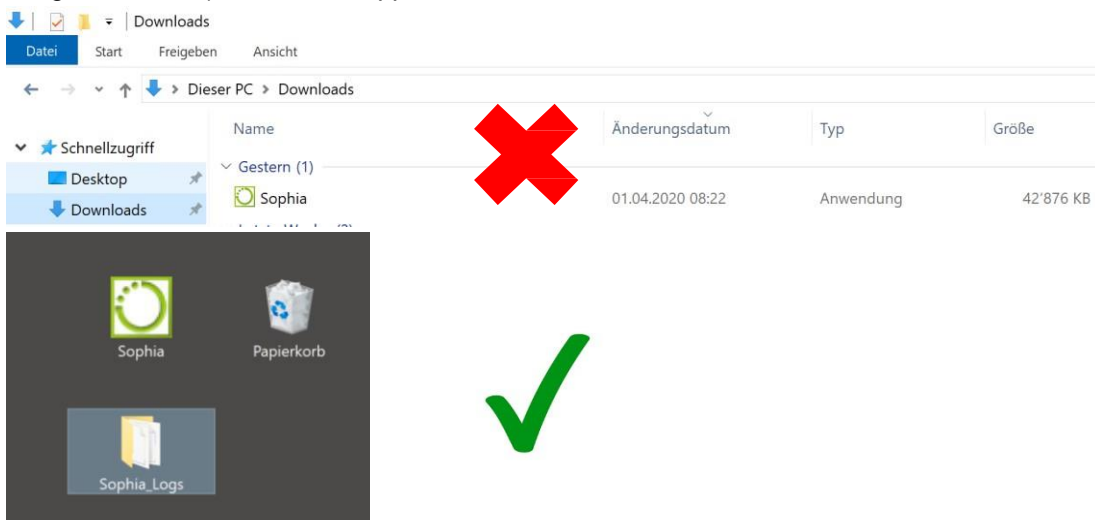 Downloads
Datei Start Freigeben Ansicht
Dieser PC > Downloads
Name Änderungsdatum Typ Größe
Schnellzugriff
Gestern (1)
Desktop
Sophia 01.04.2020 08:22 Anwendung 42'876 KB
Downloads
Sophia Papierkorb
Sophia_Logs